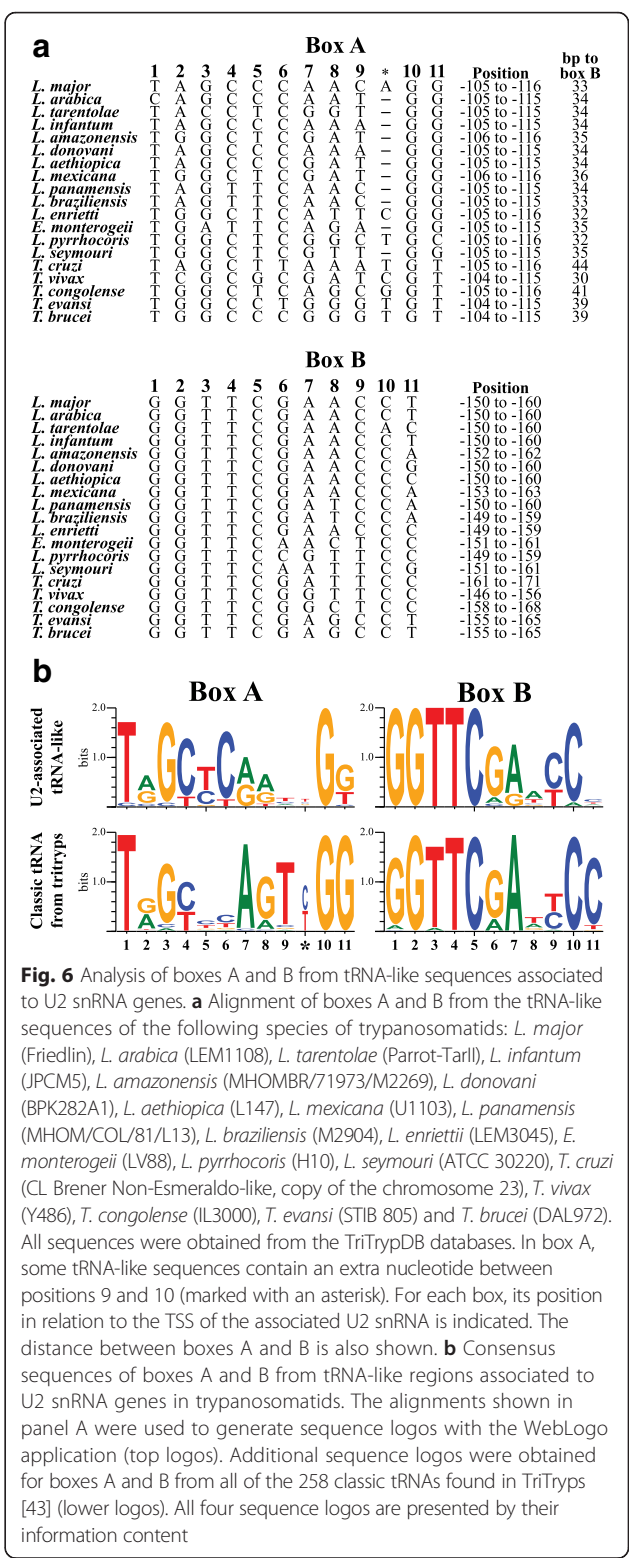 a
Box A
1 2 3 4 5 6 7 8 9 * 10 11 Position bp to box B
L. major T A G C C C A A C A G G -105 to -116 33
L. arabica C A G C C C A A T – G G -105 to -115 34
L. tarentolae T A C C T C G G T – G G -105 to -115 34
L. infantum T A G C C C A A A – G G -105 to -115 34
L. amazonensis T G G C T C G A T – G G -106 to -116 35
L. donovani T A G C C C A A A – G G -105 to -115 34
L. aethiopica T A G C C C G A T – G G -105 to -115 34
L. mexicana T G G C T C G A T – G G -106 to -116 36
L. panamensis T A G T T C A A C – G G -105 to -115 34
L. braziliensis T A G T T C A A C – G G -105 to -115 33
L. enrietti T G G C T C A T T C G G -105 to -116 32
E. monterogeii T G A T T C A G A – G G -105 to -115 35
L. pyrrhocoris T G G C T C G G C T G C -105 to -116 32
L. seymouri T G G C T C G T T – G G -105 to -115 35
T. cruzi T A G C T T A A A T G T -105 to -116 44
T. vivax T C G C G C G A T C G T -104 to -115 30
T. congolense T G G C T C A G C G G T -105 to -116 41
T. evansi T G G C C T G G G T G T -104 to -115 39
T. brucei T G G C C C G G G T G T -104 to -115 39
Box B
1 2 3 4 5 6 7 8 9 10 11 Position
L. major G G T T C G A A C C T -150 to -160
L. arabica G G T T C G A A C C T -150 to -160
L. tarentolae G G T T C G A A C A C -150 to -160
L. infantum G G T T C G A A C C T -150 to -160
L. amazonensis G G T T C G A A C C A -152 to -162
L. donovani G G T T C G A A C C G -150 to -160
L. aethiopica G G T T C G A A C C C -150 to -160
L. mexicana G G T T C G A A C C A -153 to -163
L. panamensis G G T T C G A T C C A -150 to -160
L. braziliensis G G T T C G A T C C A -149 to -159
L. enrietti G G T T C G A A C C C -149 to -159
E. monterogeii G G T T C A A C T C C -151 to -161
L. pyrrhocoris G G T T C C G T T C C -149 to -159
L. seymouri G G T T C A A T T C G -151 to -161
T. cruzi G G T T C G A T T C C -161 to -171
T. vivax G G T T C G G T T C C -146 to -156
T. congolense G G T T C G G C T C C -158 to -168
T. evansi G G T T C G A G C C T -155 to -165
T. brucei G G T T C G A G C C T -155 to -165
b
Box A Box B
U2-associated
tRNA-like
2.0
1.0
bits
2.0
1.0
Classic tRNA
from tritryps
2.0
1.0
bits
2.0
1.0
1 2 3 4 5 6 7 8 9 * 10 11
1 2 3 4 5 6 7 8 9 10 11
Fig. 6 Analysis of boxes A and B from tRNA-like sequences associated
to U2 snRNA genes. a Alignment of boxes A and B from the tRNA-like
sequences of the following species of trypanosomatids: L. major
(Friedlin), L. arabica (LEM1108), L. tarentolae (Parrot-TarII), L. infantum
(JPCM5), L. amazonensis (MHOMBR/71973/M2269), L. donovani
(BPK282A1), L. aethiopica (L147), L. mexicana (U1103), L. panamensis
(MHOM/COL/81/L13), L. braziliensis (M2904), L. enriettii (LEM3045), E.
monterogeii (LV88), L. pyrrhocoris (H10), L. seymouri (ATCC 30220), T. cruzi
(CL Brener Non-Esmeraldo-like, copy of the chromosome 23), T. vivax
(Y486), T. congolense (IL3000), T. evansi (STIB 805) and T. brucei (DAL972).
All sequences were obtained from the TriTrypDB databases. In box A,
some tRNA-like sequences contain an extra nucleotide between
positions 9 and 10 (marked with an asterisk). For each box, its position
in relation to the TSS of the associated U2 snRNA is indicated. The
distance between boxes A and B is also shown. b Consensus
sequences of boxes A and B from tRNA-like regions associated to
U2 snRNA genes in trypanosomatids. The alignments shown in
panel A were used to generate sequence logos with the WebLogo
application (top logos). Additional sequence logos were obtained
for boxes A and B from all of the 258 classic tRNAs found in TriTryps
[43] (lower logos). All four sequence logos are presented by their
information content